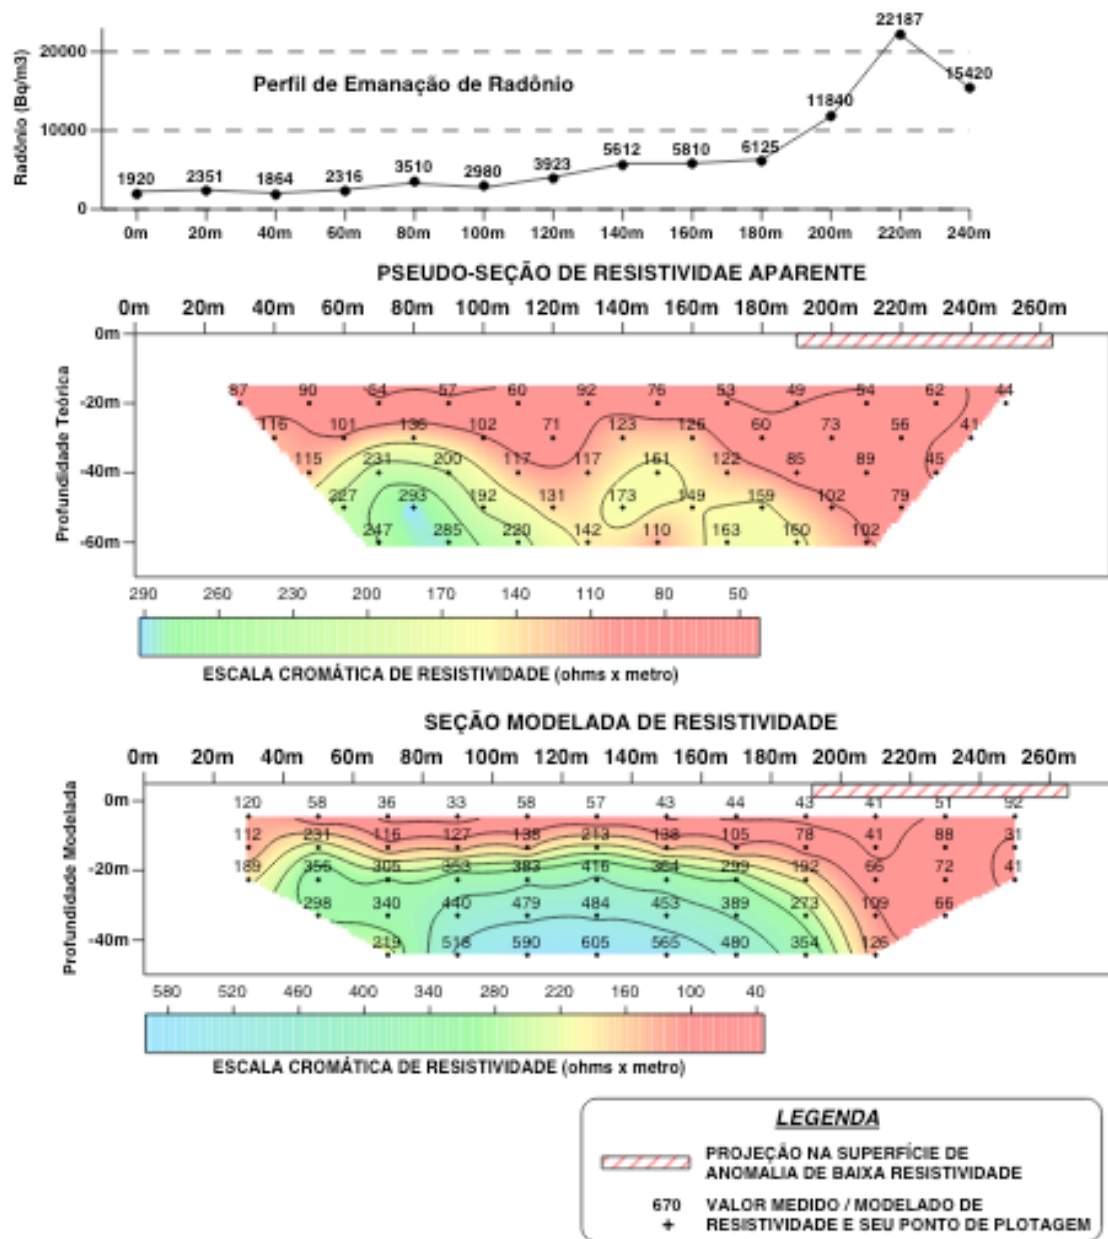 22187
20000
15420
Perfil de Emanação de Radônio
11840
10000
5612 5810 6125
3510 3923
2980
1920 2351 1864 2316
0
Radônio (Bq/m3)
0m 20m 40m 60m 80m 100m 120m 140m 160m 180m 200m 220m 240m
PSEUDO-SEÇÃO DE RESISTIVIDAE APARENTE
0m 20m 40m 60m 80m 100m 120m 140m 160m 180m 200m 220m 240m 260m
0m
Profundidade Teórica
87 90 54 57 60 92 75 53 49 54 62 44
-20m
116 101 136 102 71 123 126 60 73 56 41
115 231 200 117 117 161 122 85 89 45
-40m
227 293 192 131 173 149 159 102 79
247 285 220 142 110 163 160 102
-60m
290 260 230 200 170 140 110 80 50
ESCALA CROMÁTICA DE RESISTIVIDADE (ohms x metro)
SEÇÃO MODELADA DE RESISTIVIDADE
0m 20m 40m 60m 80m 100m 120m 140m 160m 180m 200m 220m 240m 260m
Profundidade Modelada
0m
120 58 36 33 58 57 43 44 43 41 51 92
112 231 116 127 138 213 138 105 78 41 88 31
189 356 305 353 383 416 364 299 192 66 72 41
-20m
298 340 440 479 484 453 389 273 109 66
219 518 590 605 565 480 354 126
-40m
580 520 460 400 340 280 220 160 100 40
ESCALA CROMÁTICA DE RESISTIVIDADE (ohms x metro)
LEGENDA
PROJEÇÃO NA SUPERFÍCIE DE
ANOMALIA DE BAIXA RESISTIVIDADE
670 VALOR MEDIDO / MODELADO DE
RESISTIVIDADE E SEU PONTO DE PLOTAGEM